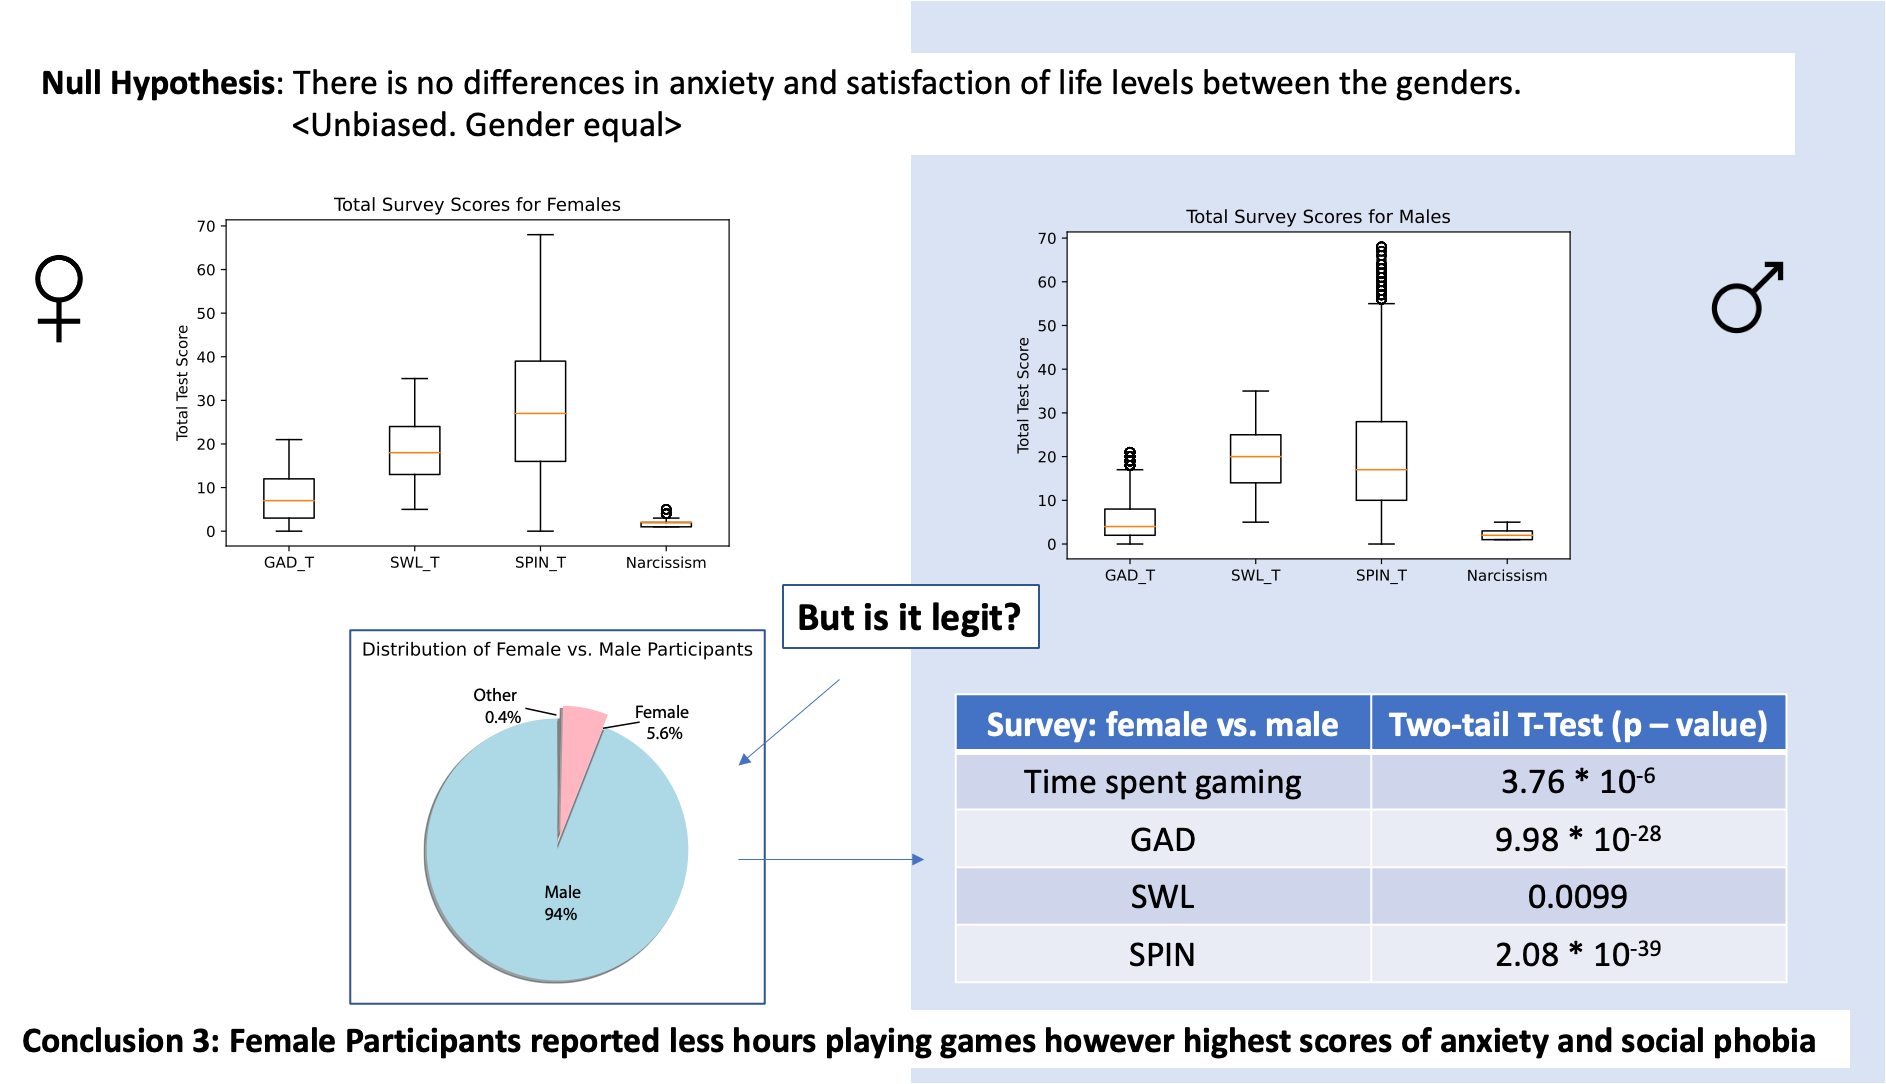 Null Hypothesis: There is no differences in anxiety and satisfaction of life levels between the genders.
<Unbiased. Gender equal>
Total Survey Scores for Females
Total Test Score
70
60
50
40
30
20
10
0
GAD_T SWL_T SPIN_T Narcissism
Total Survey Scores for Males
Total Test Score
70
60
50
40
30
20
10
0
GAD_T SWL_T SPIN_T Narcissism
But is it legit?
Distribution of Female vs. Male Participants
Other
0.4%
Female
5.6%
Male
94%
Survey: female vs. male Two-tail T-Test (p – value)
Time spent gaming 3.76 * 10⁻⁶
GAD 9.98 * 10⁻²⁸
SWL 0.0099
SPIN 2.08 * 10⁻³⁹
Conclusion 3: Female Participants reported less hours playing games however highest scores of anxiety and social phobia